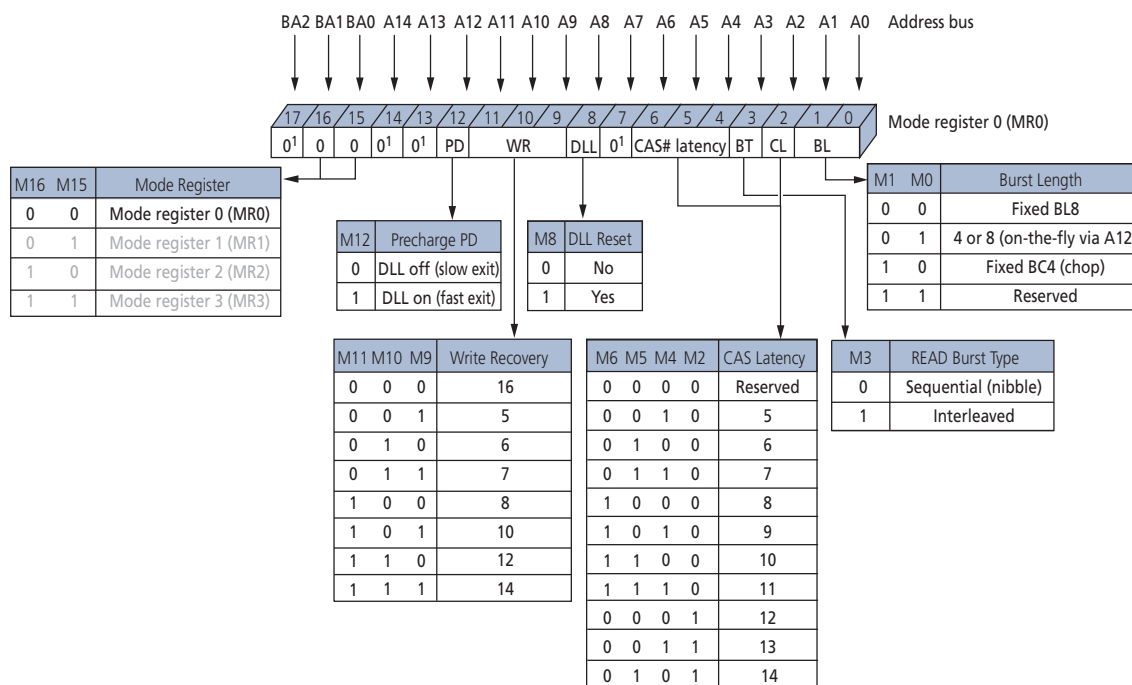 BA2 BA1 BA0 A14 A13 A12 A11 A10 A9 A8 A7 A6 A5 A4 A3 A2 A1 A0 Address bus
17 16 15 14 13 12 11 10 9 8 7 6 5 4 3 2 1 0 Mode register 0 (MR0)
0¹ 0 0 0¹ 0¹ PD WR DLL 0¹ CAS# latency BT CL BL
M16 M15 Mode Register
0 0 Mode register 0 (MR0)
0 1 Mode register 1 (MR1)
1 0 Mode register 2 (MR2)
1 1 Mode register 3 (MR3)
M12 Precharge PD
0 DLL off (slow exit)
1 DLL on (fast exit)
M8 DLL Reset
0 No
1 Yes
M1 M0 Burst Length
0 0 Fixed BL8
0 1 4 or 8 (on-the-fly via A12
1 0 Fixed BC4 (chop)
1 1 Reserved
M11 M10 M9 Write Recovery
0 0 0 16
0 0 1 5
0 1 0 6
0 1 1 7
1 0 0 8
1 0 1 10
1 1 0 12
1 1 1 14
M6 M5 M4 M2 CAS Latency
0 0 0 0 Reserved
0 0 1 0 5
0 1 0 0 6
0 1 1 0 7
1 0 0 0 8
1 0 1 0 9
1 1 0 0 10
1 1 1 0 11
0 0 0 1 12
0 0 1 1 13
0 1 0 1 14
M3 READ Burst Type
0 Sequential (nibble)
1 Interleaved